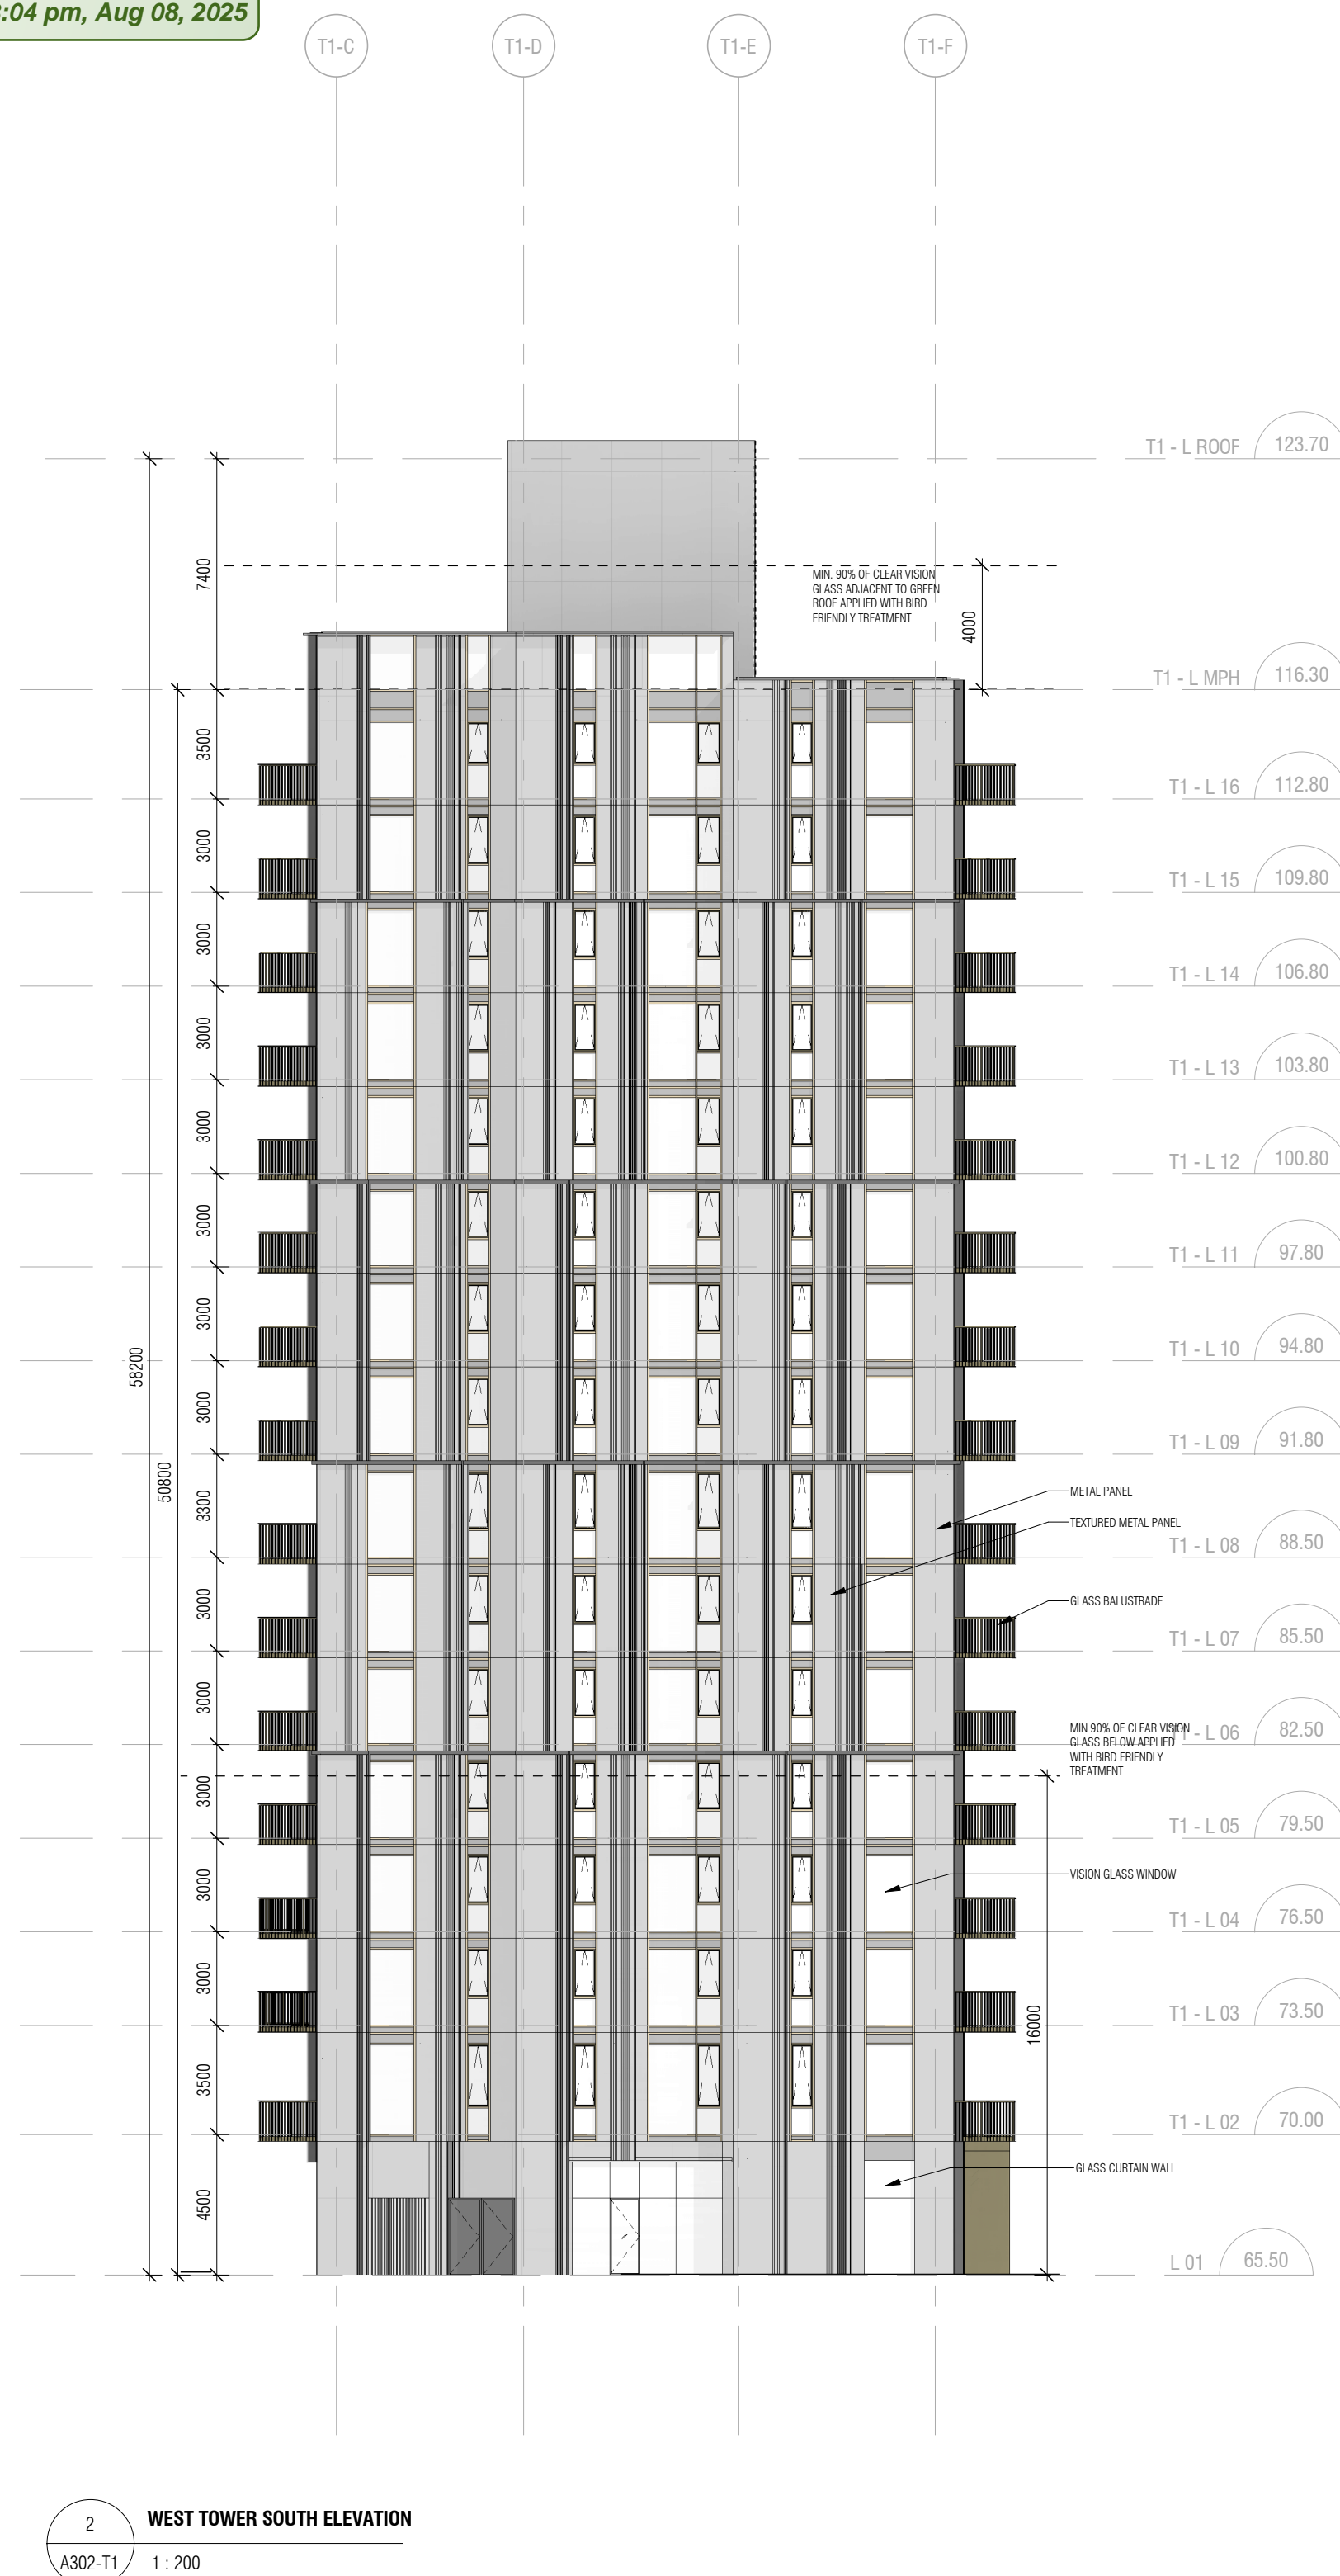 :04 pm, Aug 08, 2025
T1-C
T1-D
T1-E
T1-F
T1 - L ROOF 123.70
7400
MIN. 90% OF CLEAR VISION
GLASS ADJACENT TO GREEN
ROOF APPLIED WITH BIRD
FRIENDLY TREATMENT
4000
T1 - L MPH 116.30
3500
T1 - L 16 112.80
3000
T1 - L 15 109.80
3000
T1 - L 14 106.80
3000
T1 - L 13 103.80
3000
T1 - L 12 100.80
3000
T1 - L 11 97.80
3000
T1 - L 10 94.80
58200
3000
T1 - L 09 91.80
50800
3300
METAL PANEL
TEXTURED METAL PANEL
T1 - L 08 88.50
3000
GLASS BALUSTRADE
T1 - L 07 85.50
3000
MIN 90% OF CLEAR VISION
GLASS BELOW APPLIED
WITH BIRD FRIENDLY
TREATMENT
T1 - L 06 82.50
3000
T1 - L 05 79.50
3000
VISION GLASS WINDOW
T1 - L 04 76.50
3000
T1 - L 03 73.50
16000
3500
T1 - L 02 70.00
GLASS CURTAIN WALL
4500
L 01 65.50
2
WEST TOWER SOUTH ELEVATION
A302-T1
1 : 200